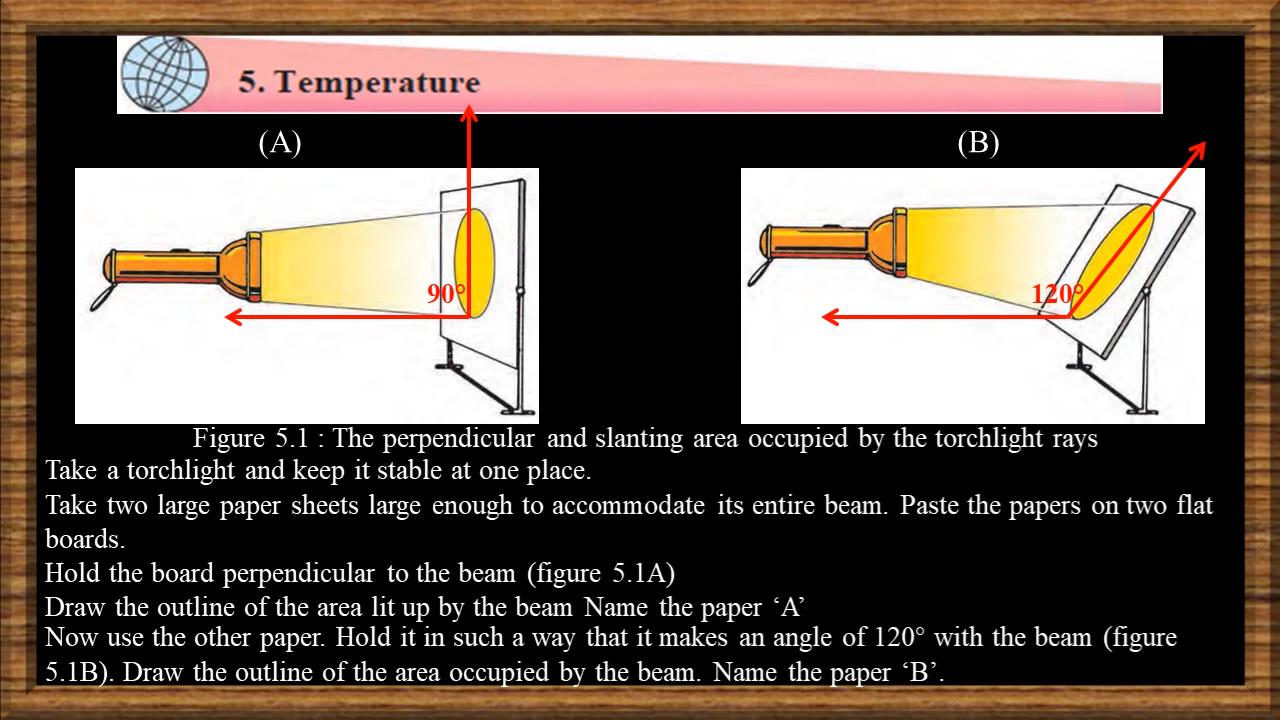 5. Temperature
(A)
(B)
90°
120°
Figure 5.1 : The perpendicular and slanting area occupied by the torchlight rays
Take a torchlight and keep it stable at one place.
Take two large paper sheets large enough to accommodate its entire beam. Paste the papers on two flat
boards.
Hold the board perpendicular to the beam (figure 5.1A)
Draw the outline of the area lit up by the beam Name the paper ‘A’
Now use the other paper. Hold it in such a way that it makes an angle of 120° with the beam (figure
5.1B). Draw the outline of the area occupied by the beam. Name the paper ‘B’.